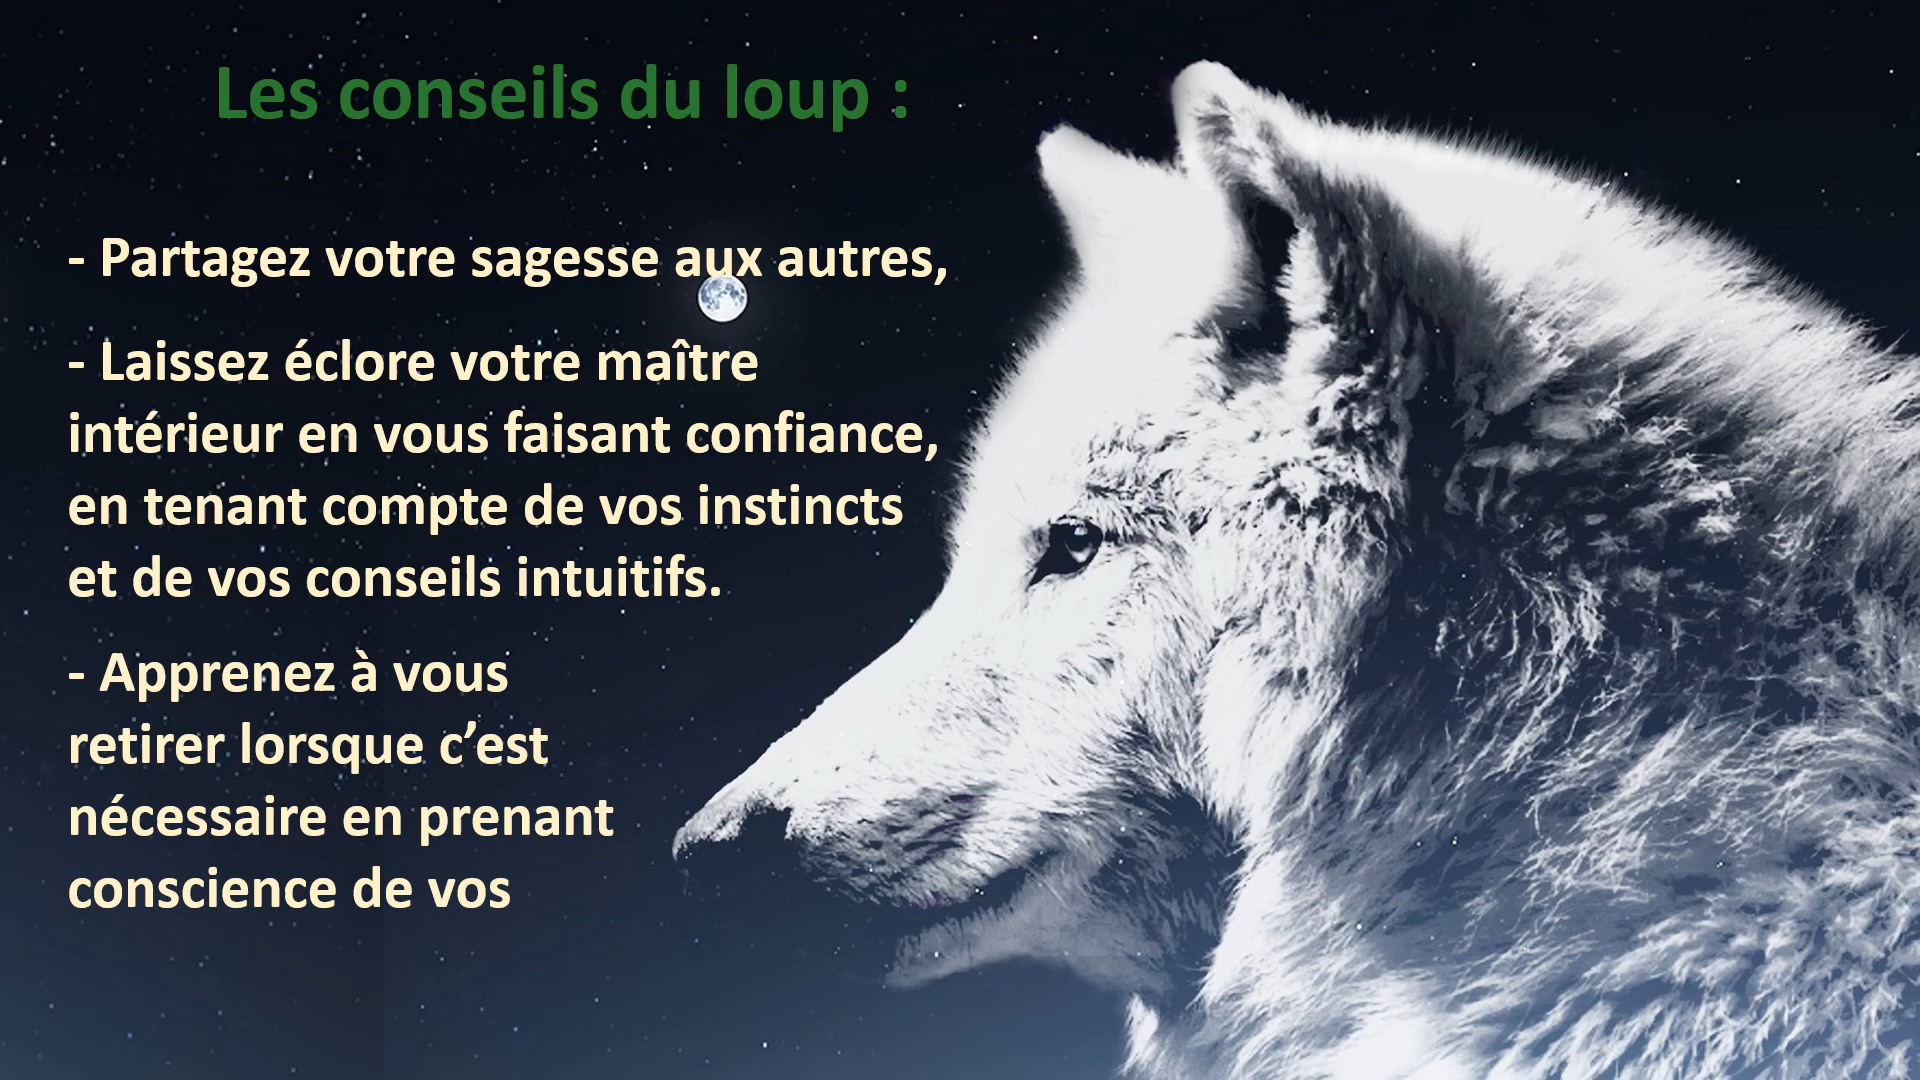 Les conseils du loup :
- Partagez votre sagesse aux autres,
- Laissez éclore votre maître
intérieur en vous faisant confiance,
en tenant compte de vos instincts
et de vos conseils intuitifs.
- Apprenez à vous
retirer lorsque c’est
nécessaire en prenant
conscience de vos